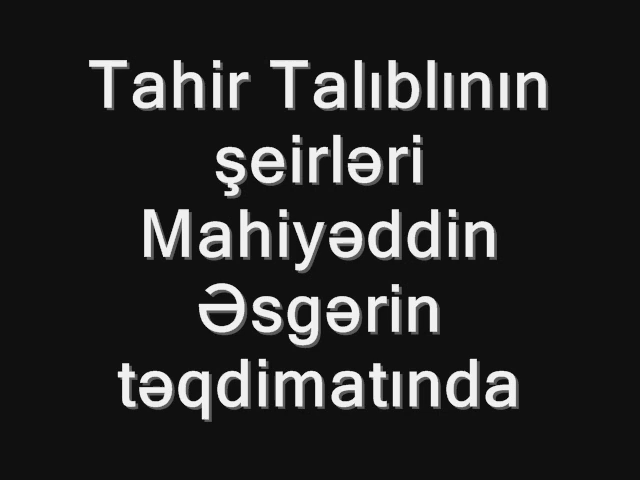 Tahir Talıblının
şeirləri
Mahiyəddin
Əsgərin
təqdimatında